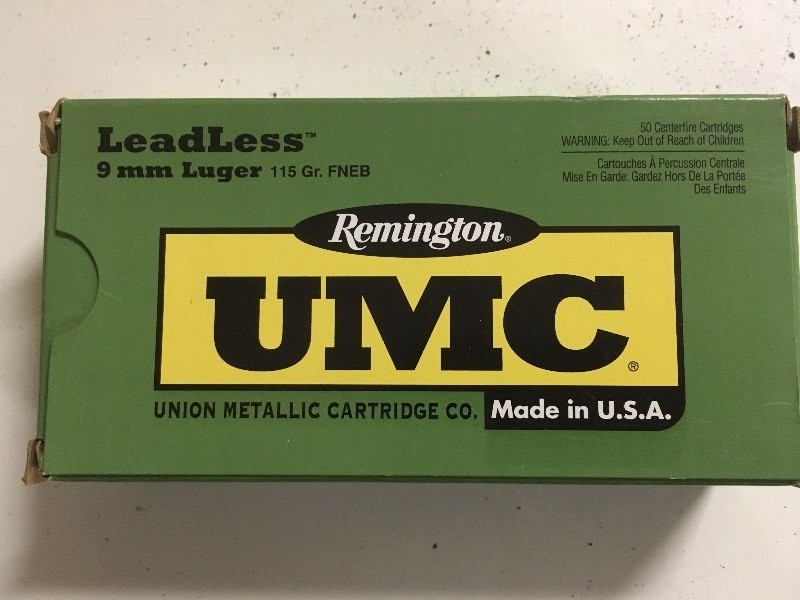 LeadLess™
9 mm Luger 115 Gr. FNEB
50 Centerfire Cartridges
WARNING: Keep Out of Reach of Children
Cartouches À Percussion Centrale
Mise En Garde: Gardez Hors De La Portée
Des Enfants
Remington®
UMC®
UNION METALLIC CARTRIDGE CO. Made in U.S.A.